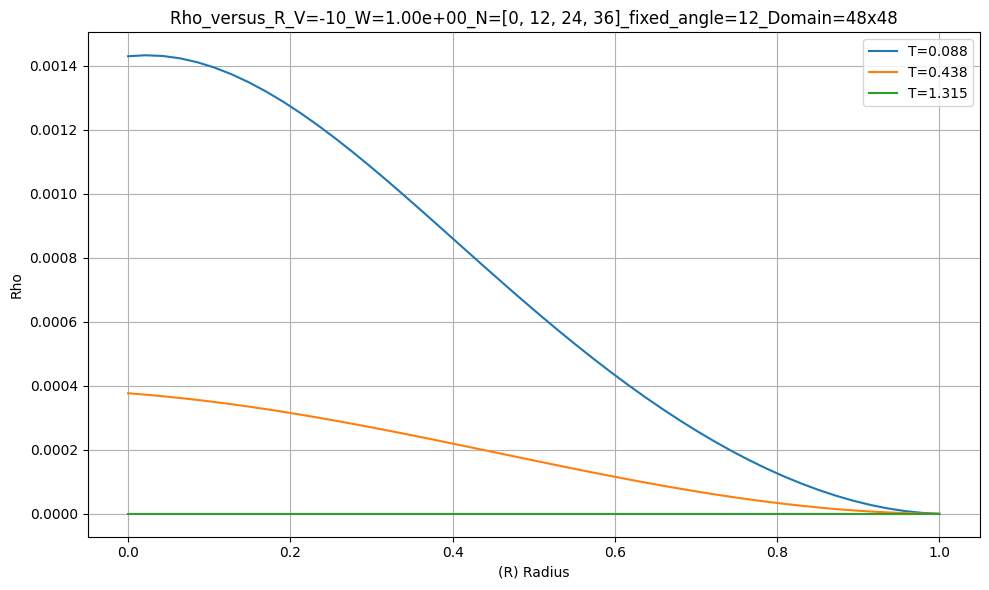 Rho_versus_R_V=-10_W=1.00e+00_N=[0, 12, 24, 36]_fixed_angle=12_Domain=48x48
T=0.088
T=0.438
T=1.315
Rho
0.0014
0.0012
0.0010
0.0008
0.0006
0.0004
0.0002
0.0000
0.0 0.2 0.4 0.6 0.8 1.0
(R) Radius